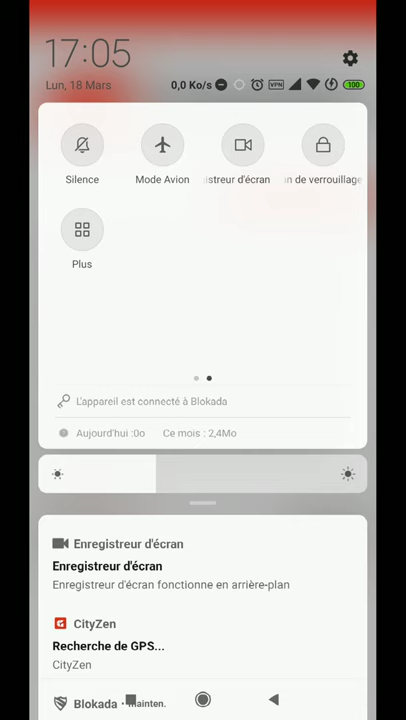 17:05
Lun, 18 Mars
0,0 Ko/s
VPN
100
Silence
Mode Avion
istreur d'écran
n de verrouillage
Plus
L'appareil est connecté à Blokada
Aujourd'hui :0o Ce mois : 2,4Mo
Enregistreur d'écran
Enregistreur d'écran
Enregistreur d'écran fonctionne en arrière-plan
CityZen
Recherche de GPS...
CityZen
Blokada • mainten.